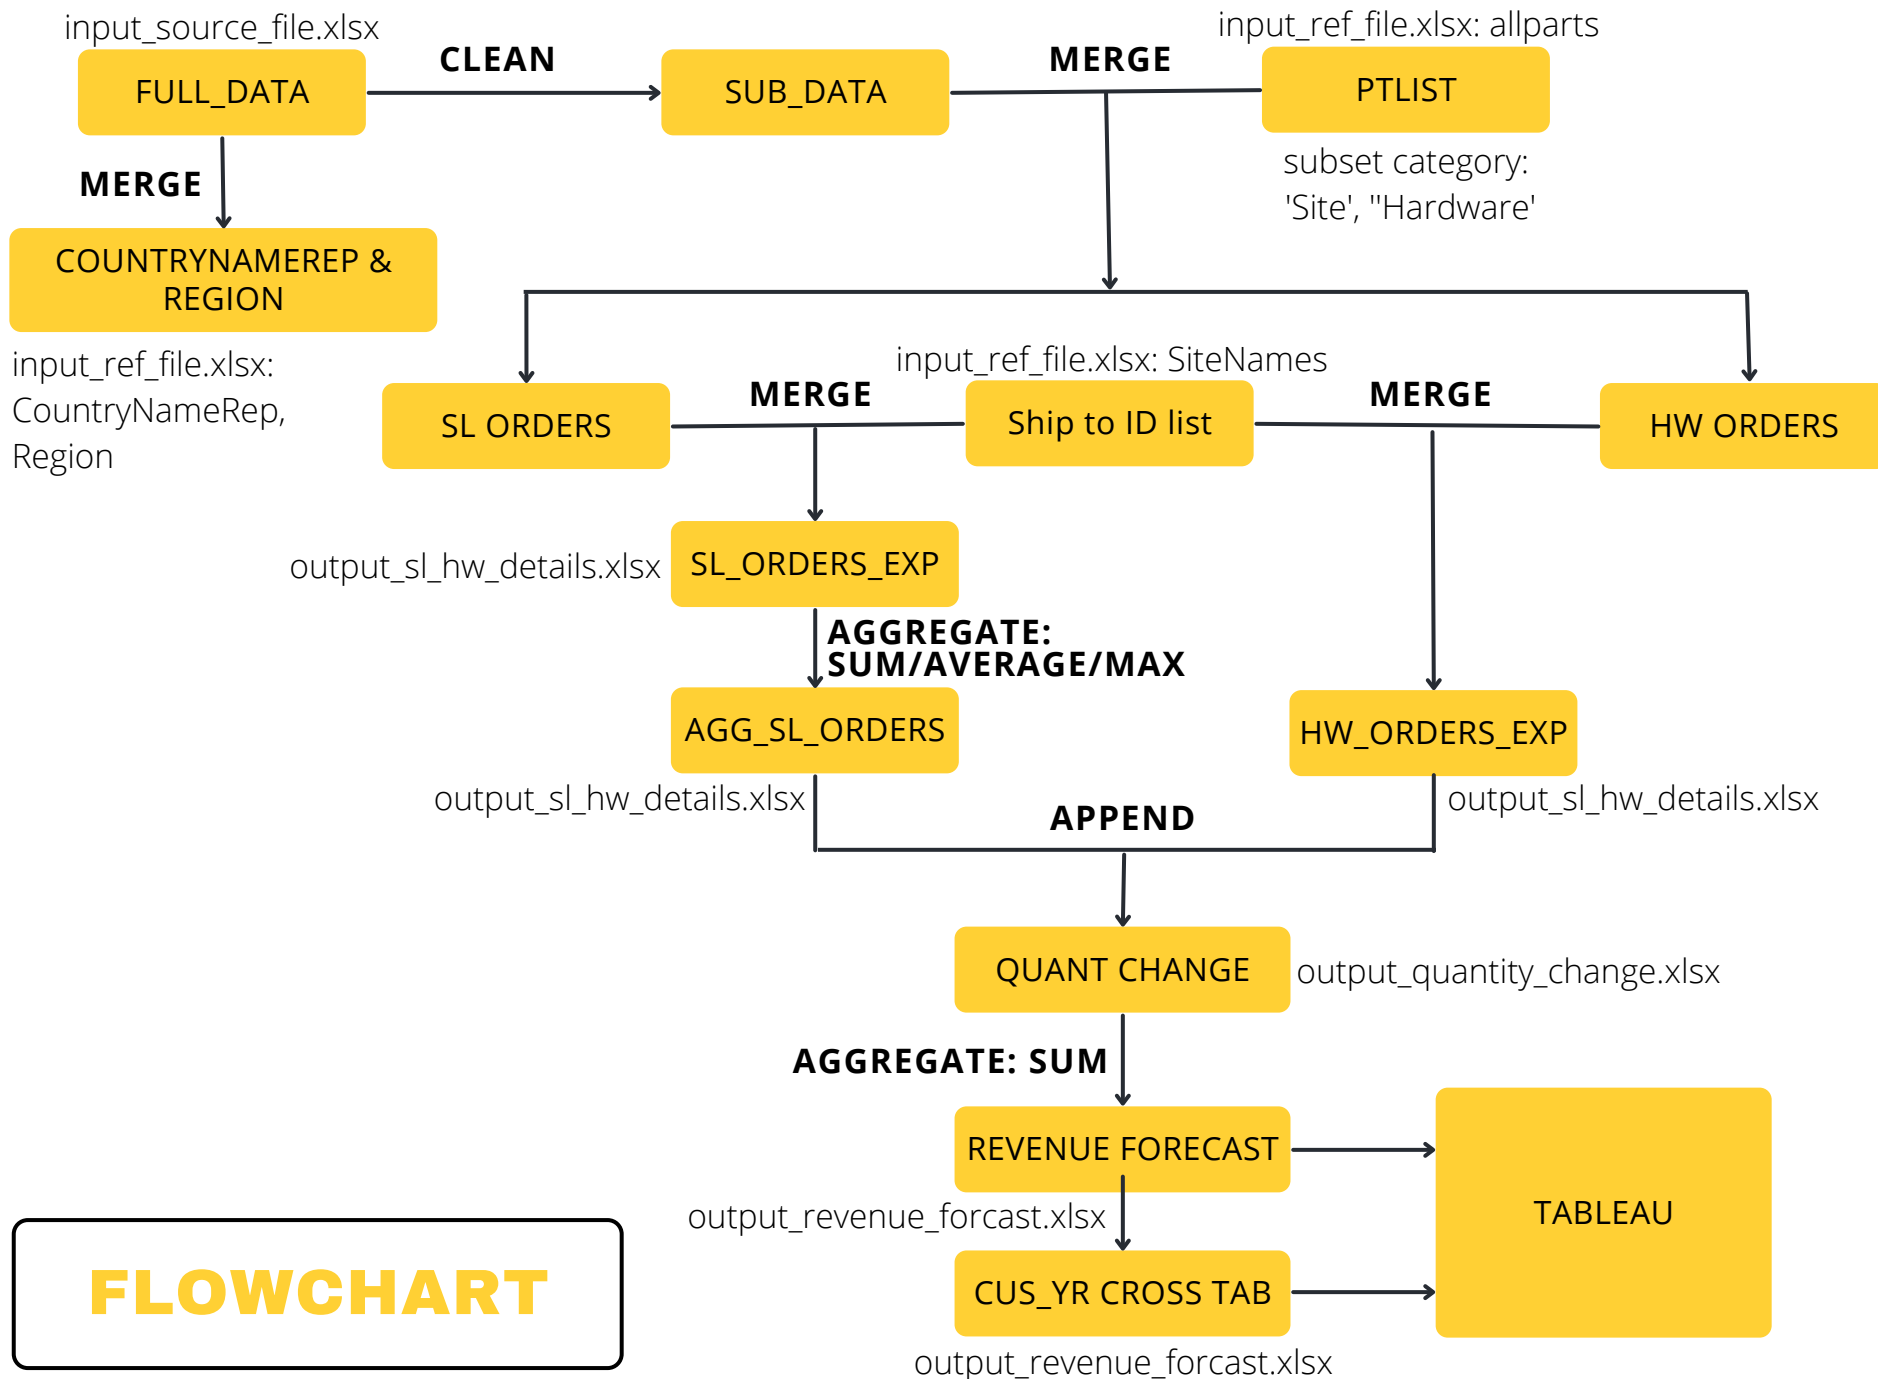 input_source_file.xlsx
input_ref_file.xlsx: allparts
FULL_DATA
CLEAN
SUB_DATA
MERGE
PTLIST
subset category:
'Site', "Hardware'
MERGE
COUNTRYNAMEREP &
REGION
input_ref_file.xlsx:
CountryNameRep,
Region
input_ref_file.xlsx: SiteNames
SL ORDERS
MERGE
Ship to ID list
MERGE
HW ORDERS
output_sl_hw_details.xlsx
SL_ORDERS_EXP
AGGREGATE:
SUM/AVERAGE/MAX
AGG_SL_ORDERS
HW_ORDERS_EXP
output_sl_hw_details.xlsx
APPEND
output_sl_hw_details.xlsx
QUANT CHANGE
output_quantity_change.xlsx
AGGREGATE: SUM
REVENUE FORECAST
TABLEAU
output_revenue_forcast.xlsx
CUS_YR CROSS TAB
output_revenue_forcast.xlsx
FLOWCHART